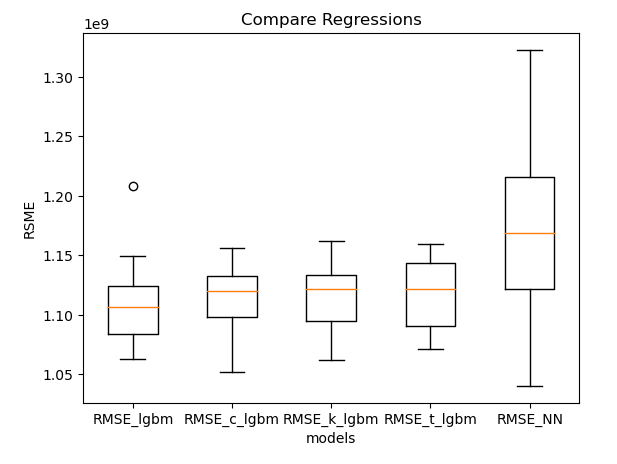 Compare Regressions
1e9
1.30
1.25
1.20
1.15
1.10
1.05
RSME
RMSE_lgbm RMSE_c_lgbm RMSE_k_lgbm RMSE_t_lgbm RMSE_NN
models